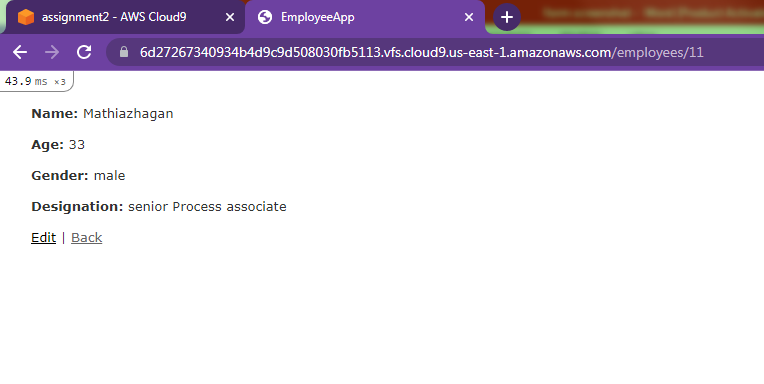 assignment2 - AWS Cloud9
EmployeeApp
6d27267340934b4d9c9d508030fb5113.vfs.cloud9.us-east-1.amazonaws.com/employees/11
43.9 ms ×3
Name: Mathiazhagan
Age: 33
Gender: male
Designation: senior Process associate
Edit | Back